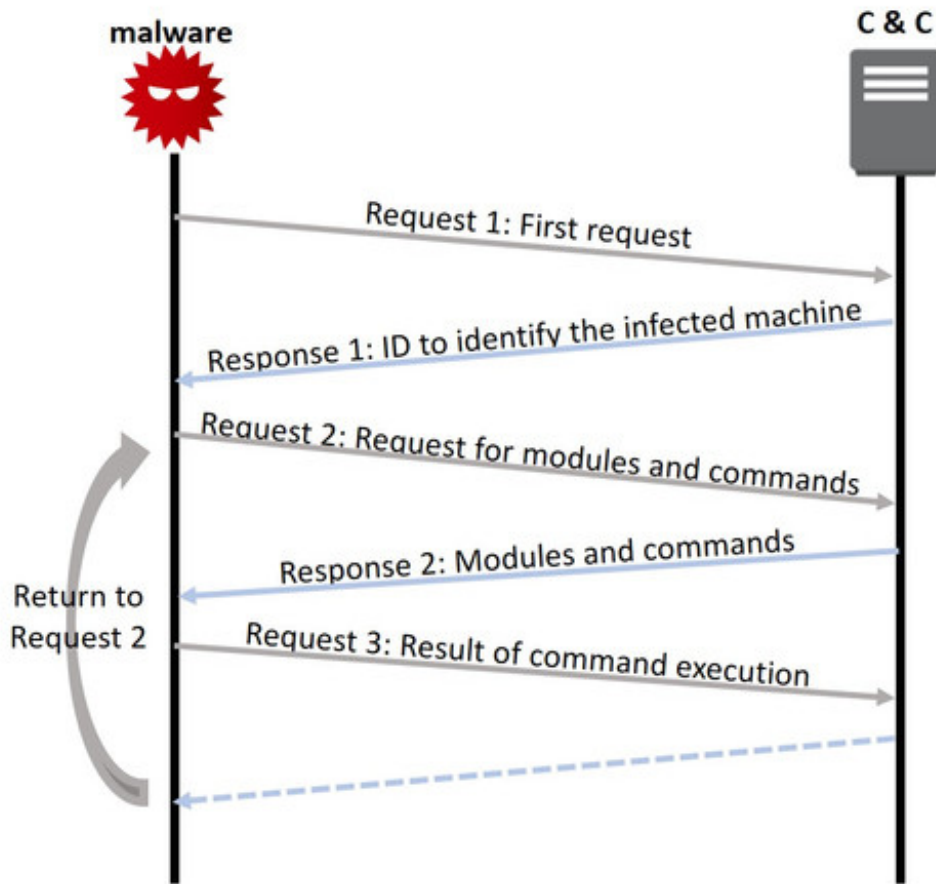 malware
C & C
Request 1: First request
Response 1: ID to identify the infected machine
Request 2: Request for modules and commands
Response 2: Modules and commands
Return to
Request 2
Request 3: Result of command execution